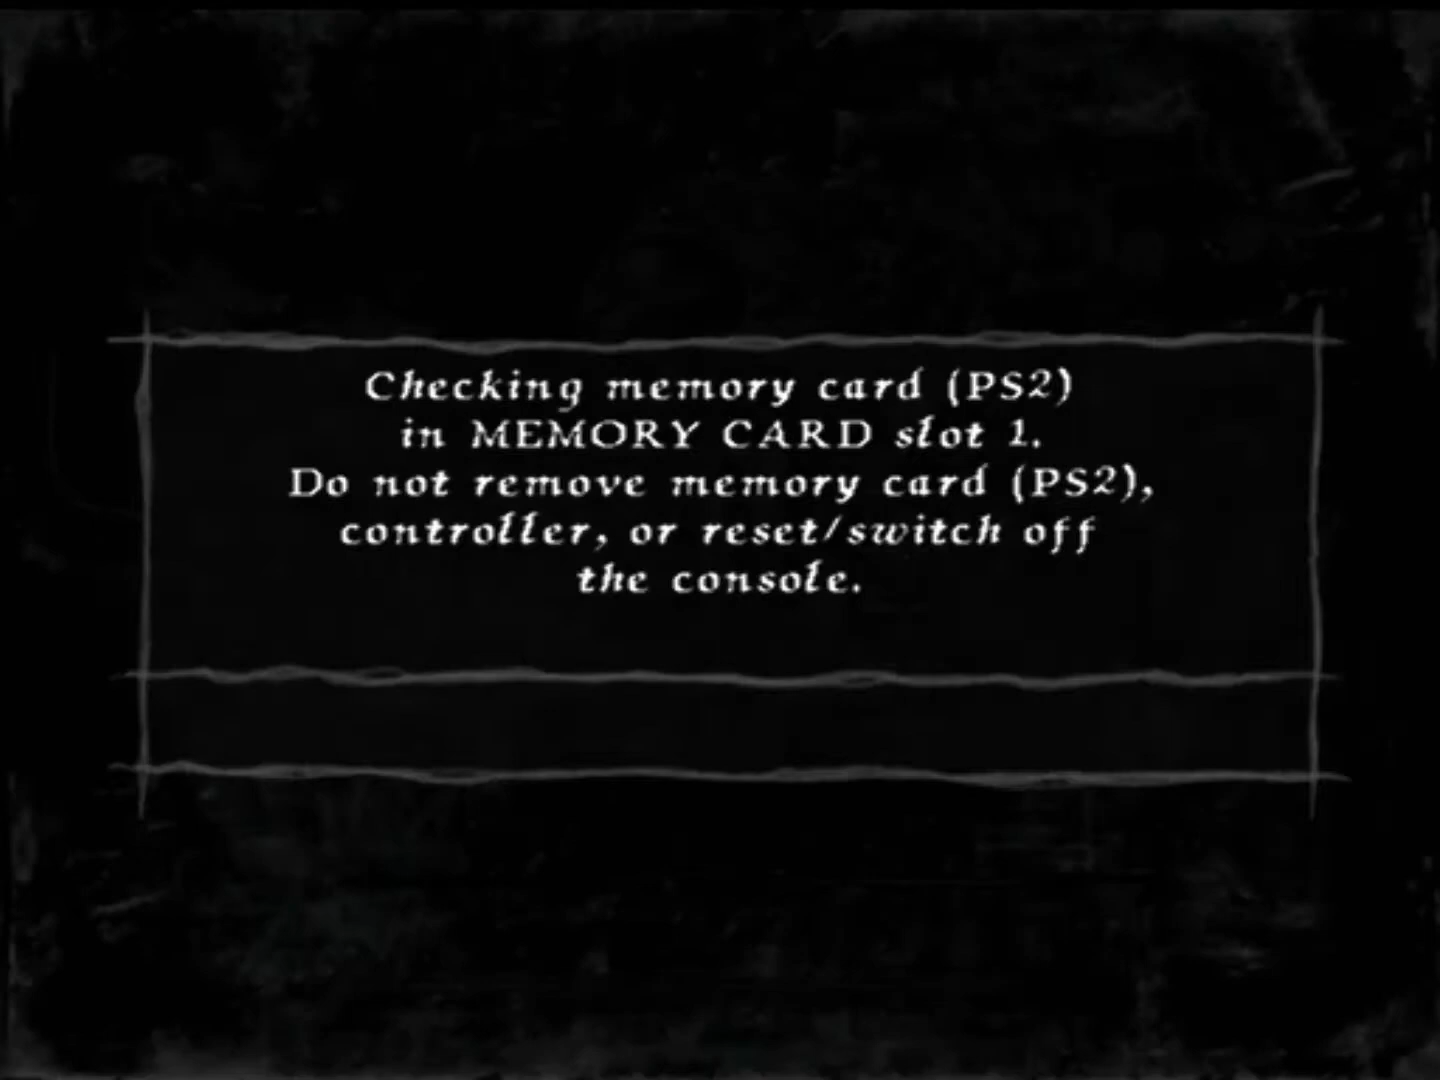 Checking memory card (PS2)
in MEMORY CARD slot 1.
Do not remove memory card (PS2),
controller, or reset/switch off
the console.